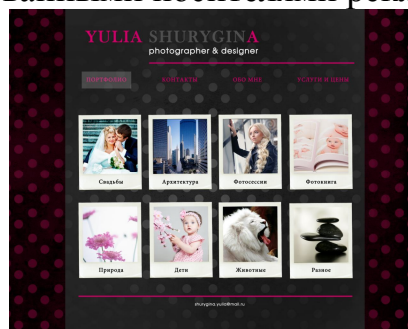 YULIA SHURYGINA
photographer & designer
ПОРТФОЛИО КОНТАКТЫ ОБО МНЕ УСЛУГИ И ЦЕНЫ
Свадьбы Архитектура Фотосессии Фотокнига
Природа Дети Животные Разное
shurygina.yulia@mail.ru